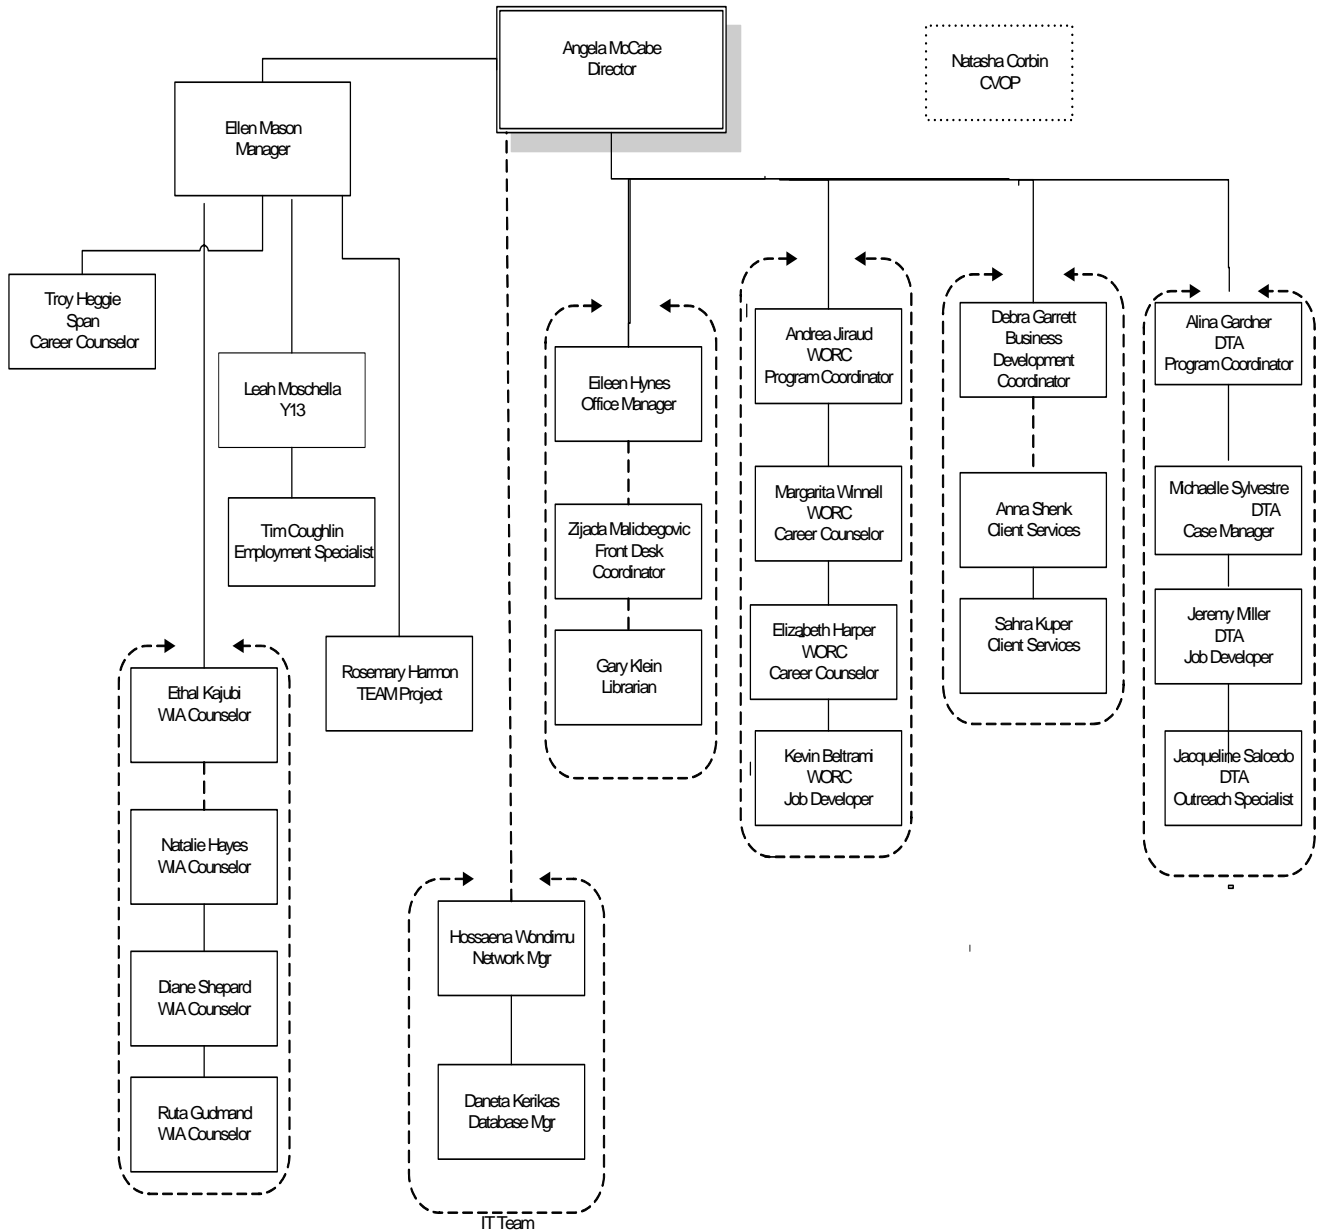 Angela McCabe
Director
Natasha Corbin
CVOP
Ellen Mason
Manager
Troy Heggie
Span
Career Counselor
Leah Moschella
Y13
Tim Coughlin
Employment Specialist
Rosemary Harmon
TEAM Project
Ethal Kajubi
WIA Counselor
Natalie Hayes
WIA Counselor
Diane Shepard
WIA Counselor
Ruta Gudmand
WIA Counselor
Hossaena Wondimu
Network Mgr
Daneta Kerikas
Database Mgr
IT Team
Eileen Hynes
Office Manager
Zijada Malicbegovic
Front Desk
Coordinator
Gary Klein
Librarian
Andrea Jiraud
WORC
Program Coordinator
Margarita Winnell
WORC
Career Counselor
Elizabeth Harper
WORC
Career Counselor
Kevin Beltrami
WORC
Job Developer
Debra Garrett
Business
Development
Coordinator
Anna Shenk
Client Services
Sahra Kuper
Client Services
Alina Gardner
DTA
Program Coordinator
Michaelle Sylvestre
DTA
Case Manager
Jeremy Miller
DTA
Job Developer
Jacqueline Salcedo
DTA
Outreach Specialist